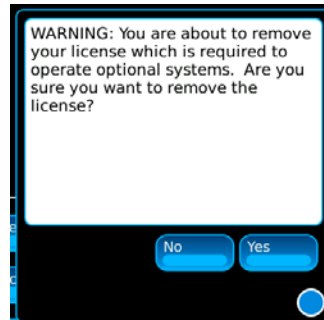 WARNING: You are about to remove
your license which is required to
operate optional systems.  Are you
sure you want to remove the
license?
No
Yes